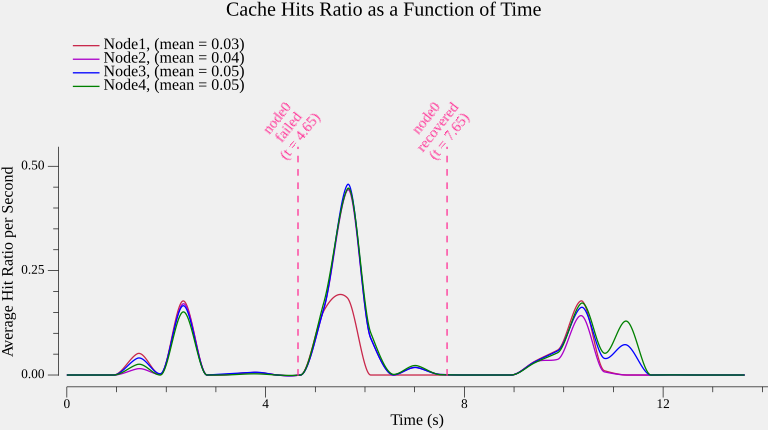 Cache Hits Ratio as a Function of Time
Node1, (mean = 0.03)
Node2, (mean = 0.04)
Node3, (mean = 0.05)
Node4, (mean = 0.05)
node0
failed
(t = 4.65)
node0
recovered
(t = 7.65)
Average Hit Ratio per Second
0.50
0.25
0.00
0
4
8
12
Time (s)